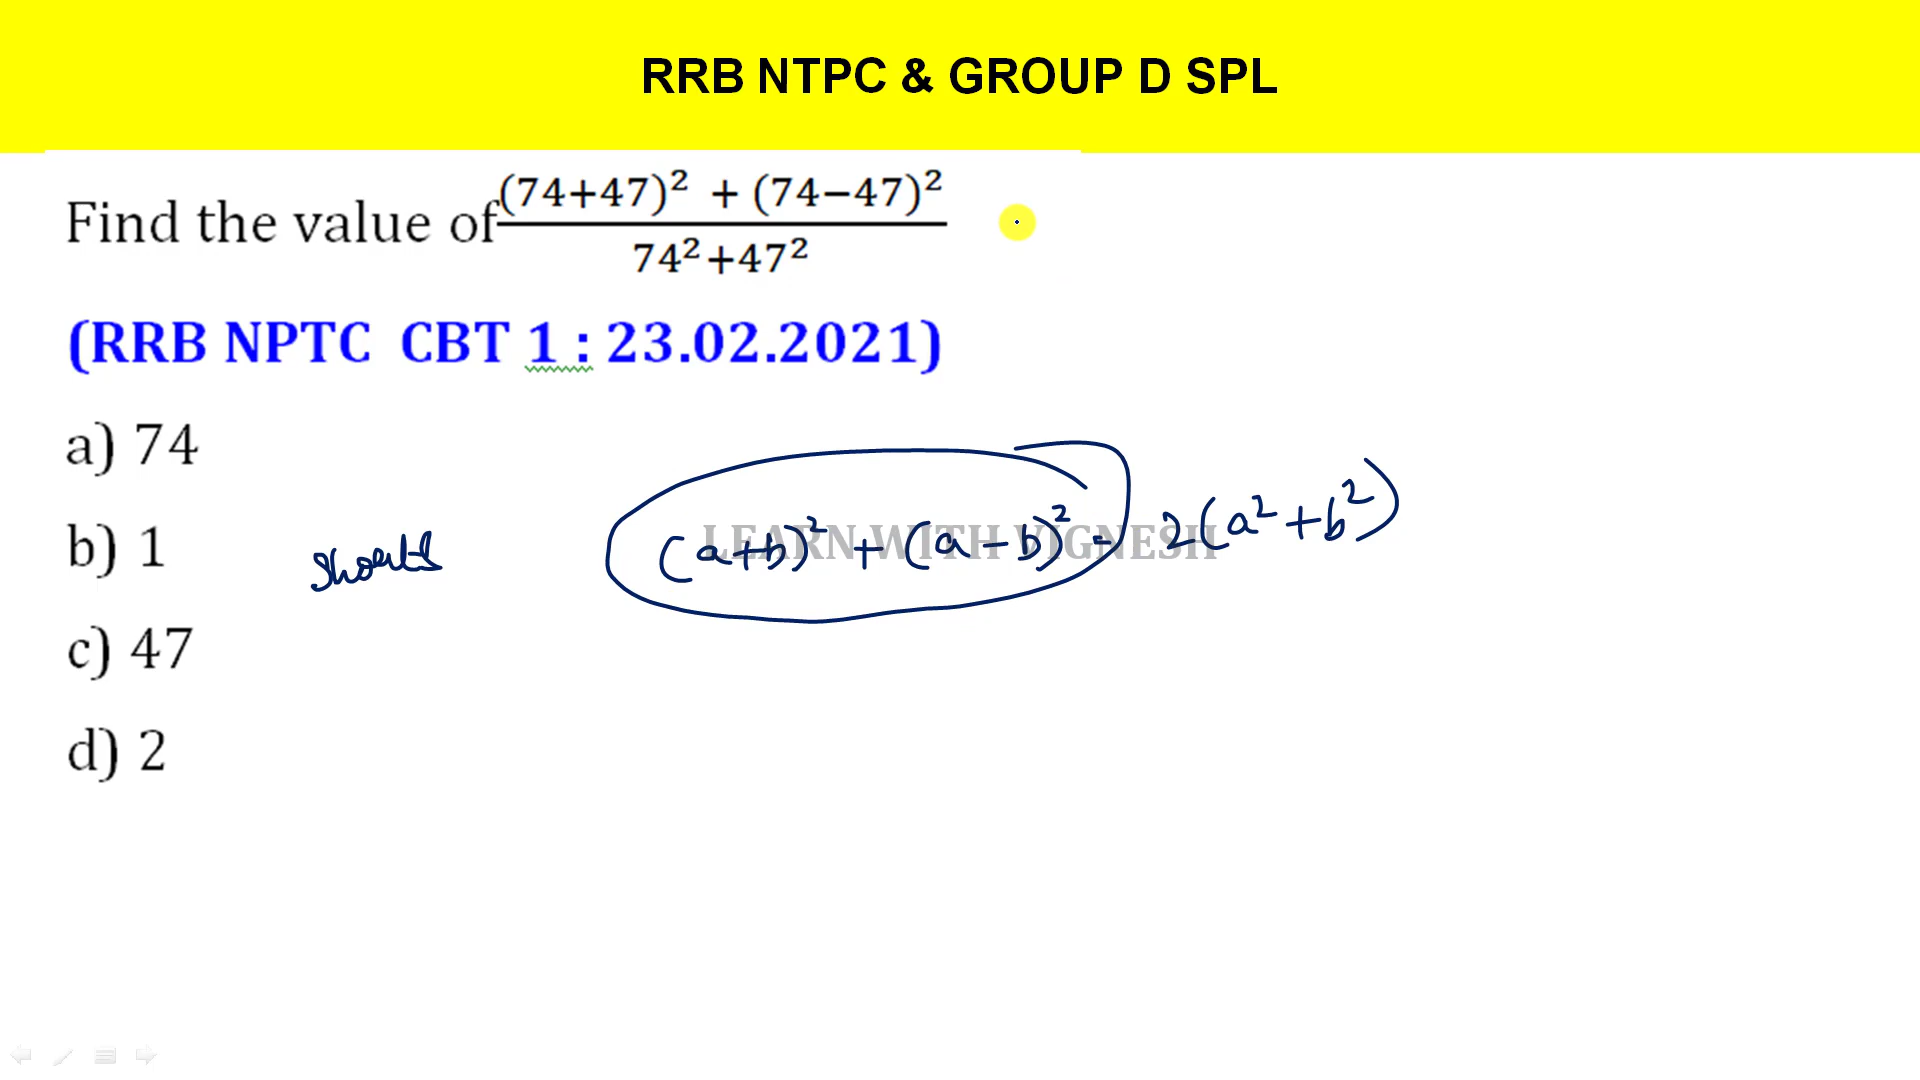 RRB NTPC & GROUP D SPL
Find the value of (74+47)² + (74−47)² / 74²+47²
(RRB NPTC CBT 1 : 23.02.2021)
a) 74
b) 1
c) 47
d) 2
(a+b)² + (a-b)² = 2(a²+b²)
LEARN WITH VIGNESH